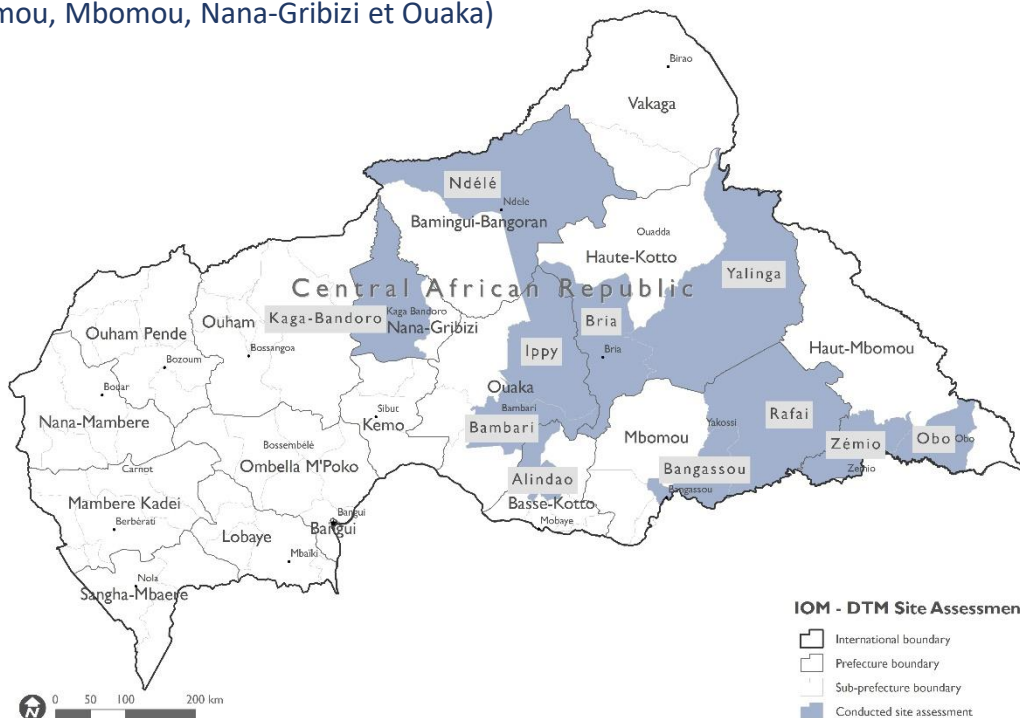 mou, Mbomou, Nana-Gribizi et Ouaka)
Birao
Vakaga
Ndélé
Ndele
Bamingui-Bangoran
Ouadda
Haute-Kotto
Yalinga
Central African Republic
Kaga-Bandoro
Kaga Bandoro
Nana-Gribizi
Bria
Ouham Pende
Ouham
Bossangoa
Bozoum
Ippy
Bria
Haut-Mbomou
Bouar
Ouaka
Bambari
Sibut
Kemo
Nana-Mambere
Bambari
Mbomou
Yakossi
Rafai
Zémio
Obo
Obo
Bossembélé
Ombella M'Poko
Carnot
Alindao
Bangassou
Zemio
Bangassou
Mambere Kadei
Berbérati
Basse-Kotto
Mobaye
Bangui
Bangui
Lobaye
Mbaïki
Nola
Sangha-Mbaere
IOM - DTM Site Assessmen
International boundary
Prefecture boundary
Sub-prefecture boundary
Conducted site assessment
N
0 50 100 200 km